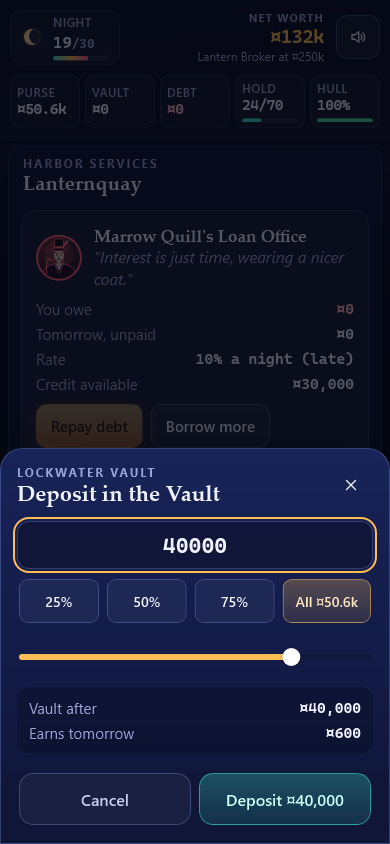 NIGHT
19/30
NET WORTH
¤132k
Lantern Broker at ¤250k
PURSE
¤50.6k
VAULT
¤0
DEBT
¤0
HOLD
24/70
HULL
100%
HARBOR SERVICES
Lanternquay
Marrow Quill's Loan Office
"Interest is just time, wearing a nicer
coat."
You owe ¤0
Tomorrow, unpaid ¤0
Rate 10% a night (late)
Credit available ¤30,000
Repay debt Borrow more
LOCKWATER VAULT
Deposit in the Vault
40000
25% 50% 75% All ¤50.6k
Vault after ¤40,000
Earns tomorrow ¤600
Cancel Deposit ¤40,000